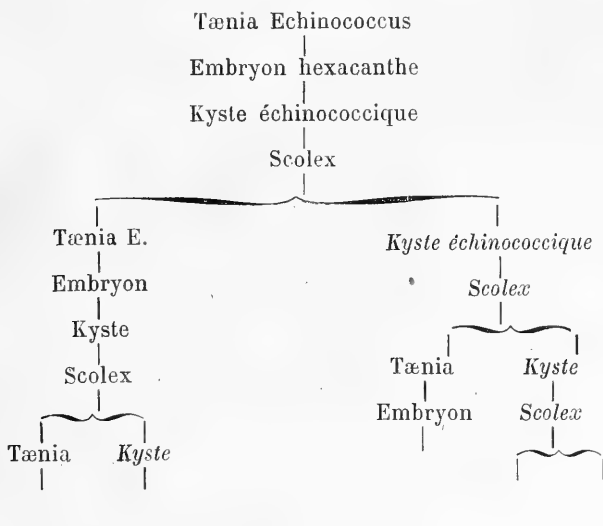 Tænia Echinococcus
Embryon hexacanthe
Kyste échinococcique
Scolex
Tænia E.
Kyste échinococcique
Embryon
Scolex
Kyste
Tænia Kyste
Scolex
Embryon Scolex
Tænia Kyste